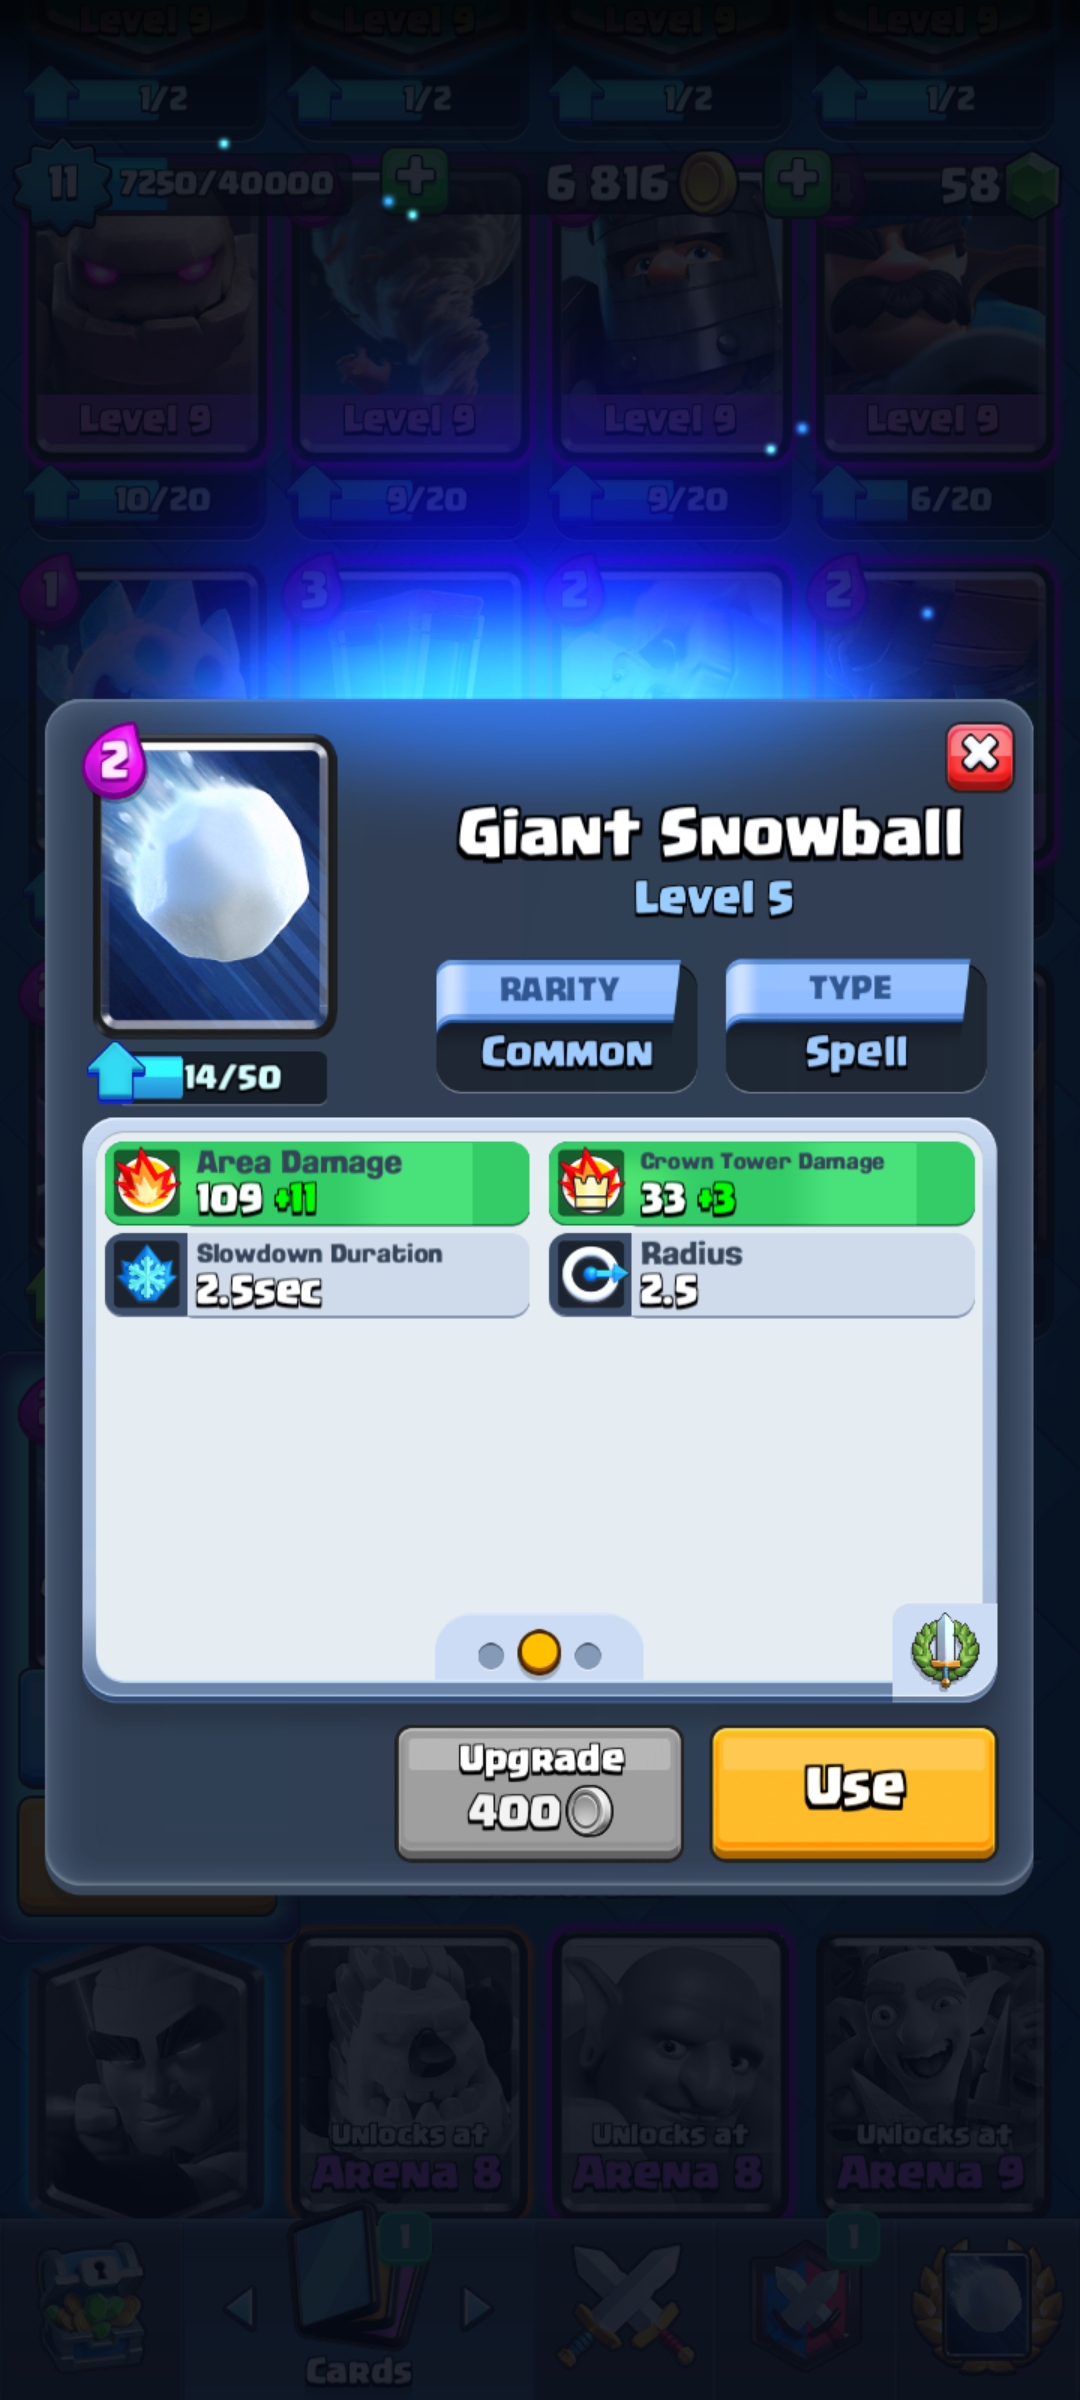 Level 9
Level 9
Level 9
Level 9
1/2
1/2
1/2
1/2
11
7250/40000
6 816
58
Level 9
Level 9
Level 9
Level 9
10/20
9/20
9/20
6/20
1
3
2
2
2
Giant Snowball
Level 5
RARITY
Common
TYPE
Spell
14/50
Area Damage
109 +11
Crown Tower Damage
33 +3
Slowdown Duration
2.5sec
Radius
2.5
Upgrade
400
Use
Unlocks at
Arena 8
Unlocks at
Arena 8
Unlocks at
Arena 9
1
1
Cards